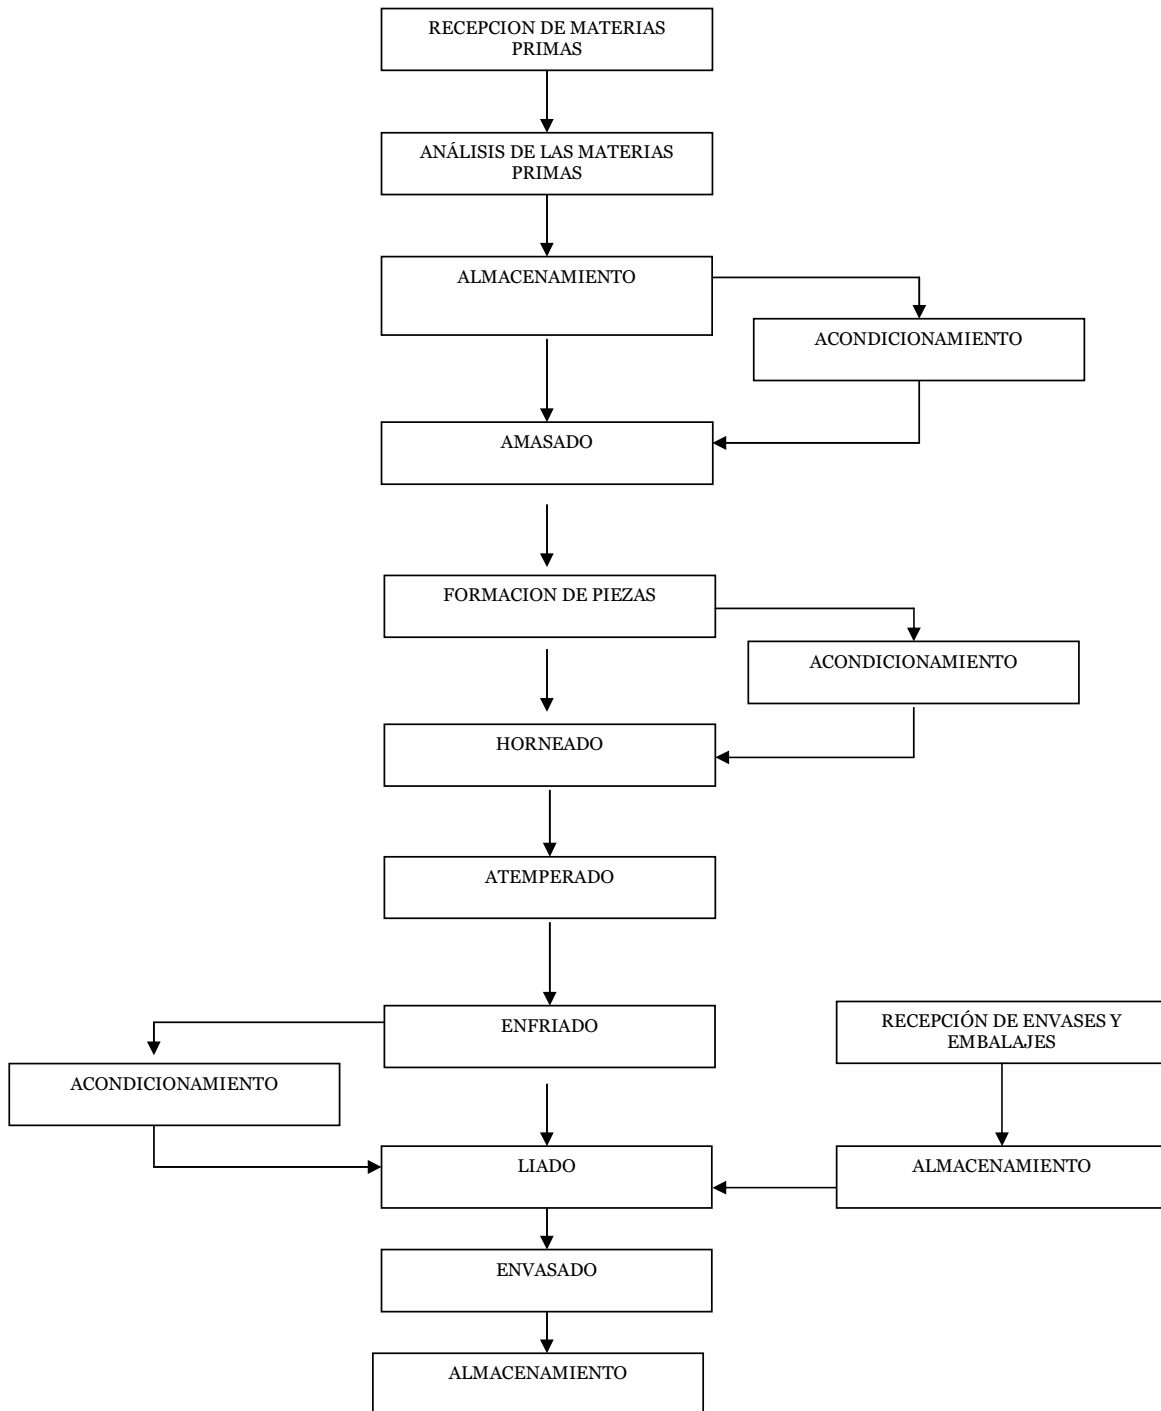 RECEPCION DE MATERIAS
PRIMAS
ANÁLISIS DE LAS MATERIAS
PRIMAS
ALMACENAMIENTO
ACONDICIONAMIENTO
AMASADO
FORMACION DE PIEZAS
ACONDICIONAMIENTO
HORNEADO
ATEMPERADO
ENFRIADO
RECEPCIÓN DE ENVASES Y
EMBALAJES
ACONDICIONAMIENTO
LIADO
ALMACENAMIENTO
ENVASADO
ALMACENAMIENTO